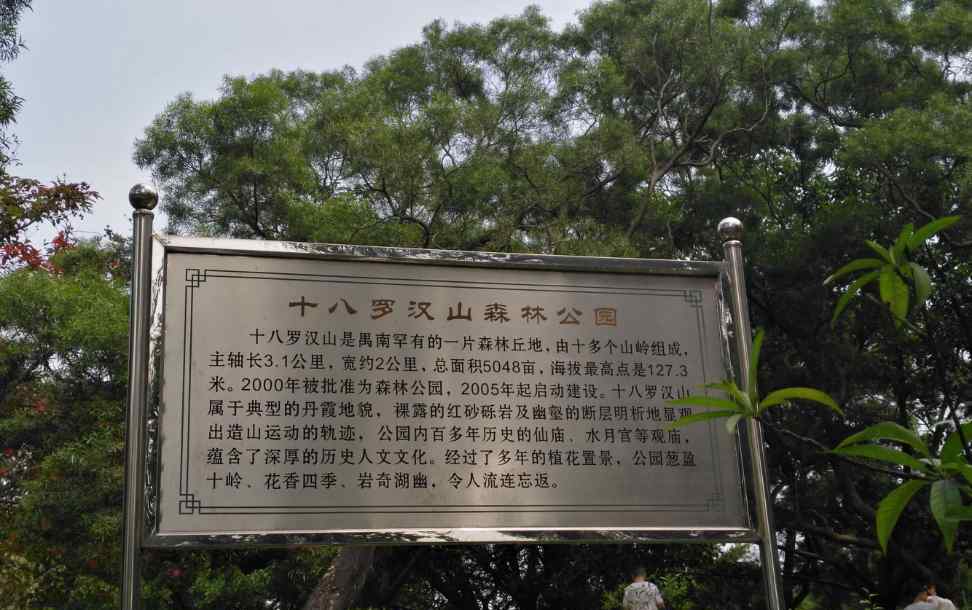 十八罗汉山森林公园
十八罗汉山是禺南罕有的一片森林丘地，由十多个山岭组成，
主轴长3.1公里，宽约2公里，总面积5048亩，海拔最高点是127.3
米。2000年被批准为森林公园，2005年起启动建设。十八罗汉山
属于典型的丹霞地貌，裸露的红砂砾岩及幽壑的断层明析地显观
出造山运动的轨迹，公园内百多年历史的仙庙、水月宫等观庙，
蕴含了深厚的历史人文文化。经过了多年的植花置景，公园葱盈
十岭、花香四季、岩奇湖幽，令人流连忘返。